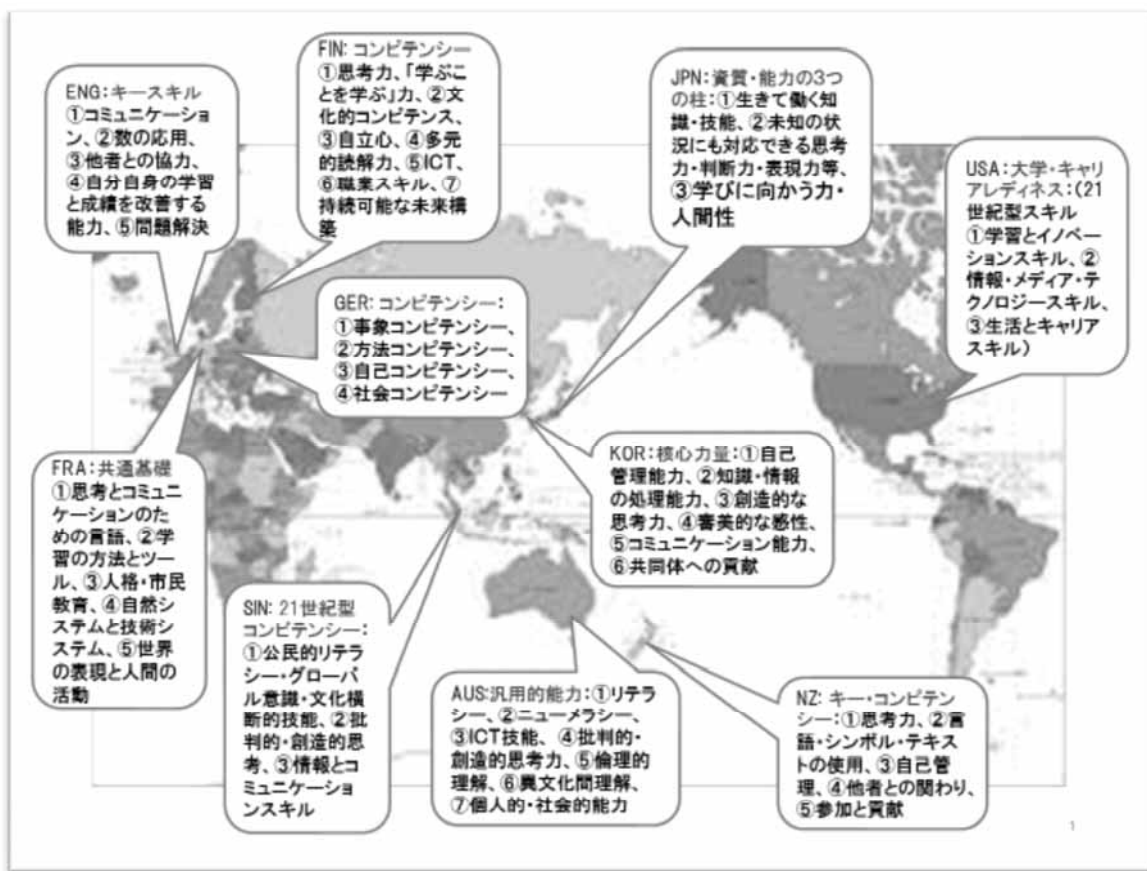 FIN: コンピテンシー
①思考力、「学ぶこ
とを学ぶ」力、②文
化的コンピテンス、
③自立心、④多元
的読解力、⑤ICT、
⑥職業スキル、⑦
持続可能な未来構
築
ENG：キースキル
①コミュニケーショ
ン、②数の応用、
③他者との協力、
④自分自身の学習
と成績を改善する
能力、⑤問題解決
JPN：資質・能力の3つ
の柱：①生きて働く知
識・技能、②未知の状
況にも対応できる思考
力・判断力・表現力等、
③学びに向かう力・
人間性
USA：大学・キャリ
アレディネス：（21
世紀型スキル
①学習とイノベー
ションスキル、②
情報・メディア・テ
クノロジースキル、
③生活とキャリア
スキル）
GER：コンピテンシー：
①事象コンピテンシー、
②方法コンピテンシー、
③自己コンピテンシー、
④社会コンピテンシー
FRA：共通基礎
①思考とコミュニ
ケーションのた
めの言語、②学
習の方法とツー
ル、③人格・市民
教育、④自然シ
ステムと技術シ
ステム、⑤世界
の表現と人間の
活動
KOR：核心力量：①自己
管理能力、②知識・情報
の処理能力、③創造的な
思考力、④審美的な感性、
⑤コミュニケーション能力、
⑥共同体への貢献
SIN：21世紀型
コンピテンシー：
①公民的リテラ
シー・グローバ
ル意識・文化横
断的技能、②批
判的・創造的思
考、③情報とコ
ミュニケーショ
ンスキル
AUS：汎用的能力：①リテラ
シー、②ニューメラシー、
③ICT技能、④批判的・
創造的思考力、⑤倫理的
理解、⑥異文化間理解、
⑦個人的・社会的能力
NZ：キー・コンピテン
シー：①思考力、②言
語・シンボル・テキス
トの使用、③自己管
理、④他者との関わり、
⑤参加と貢献
1